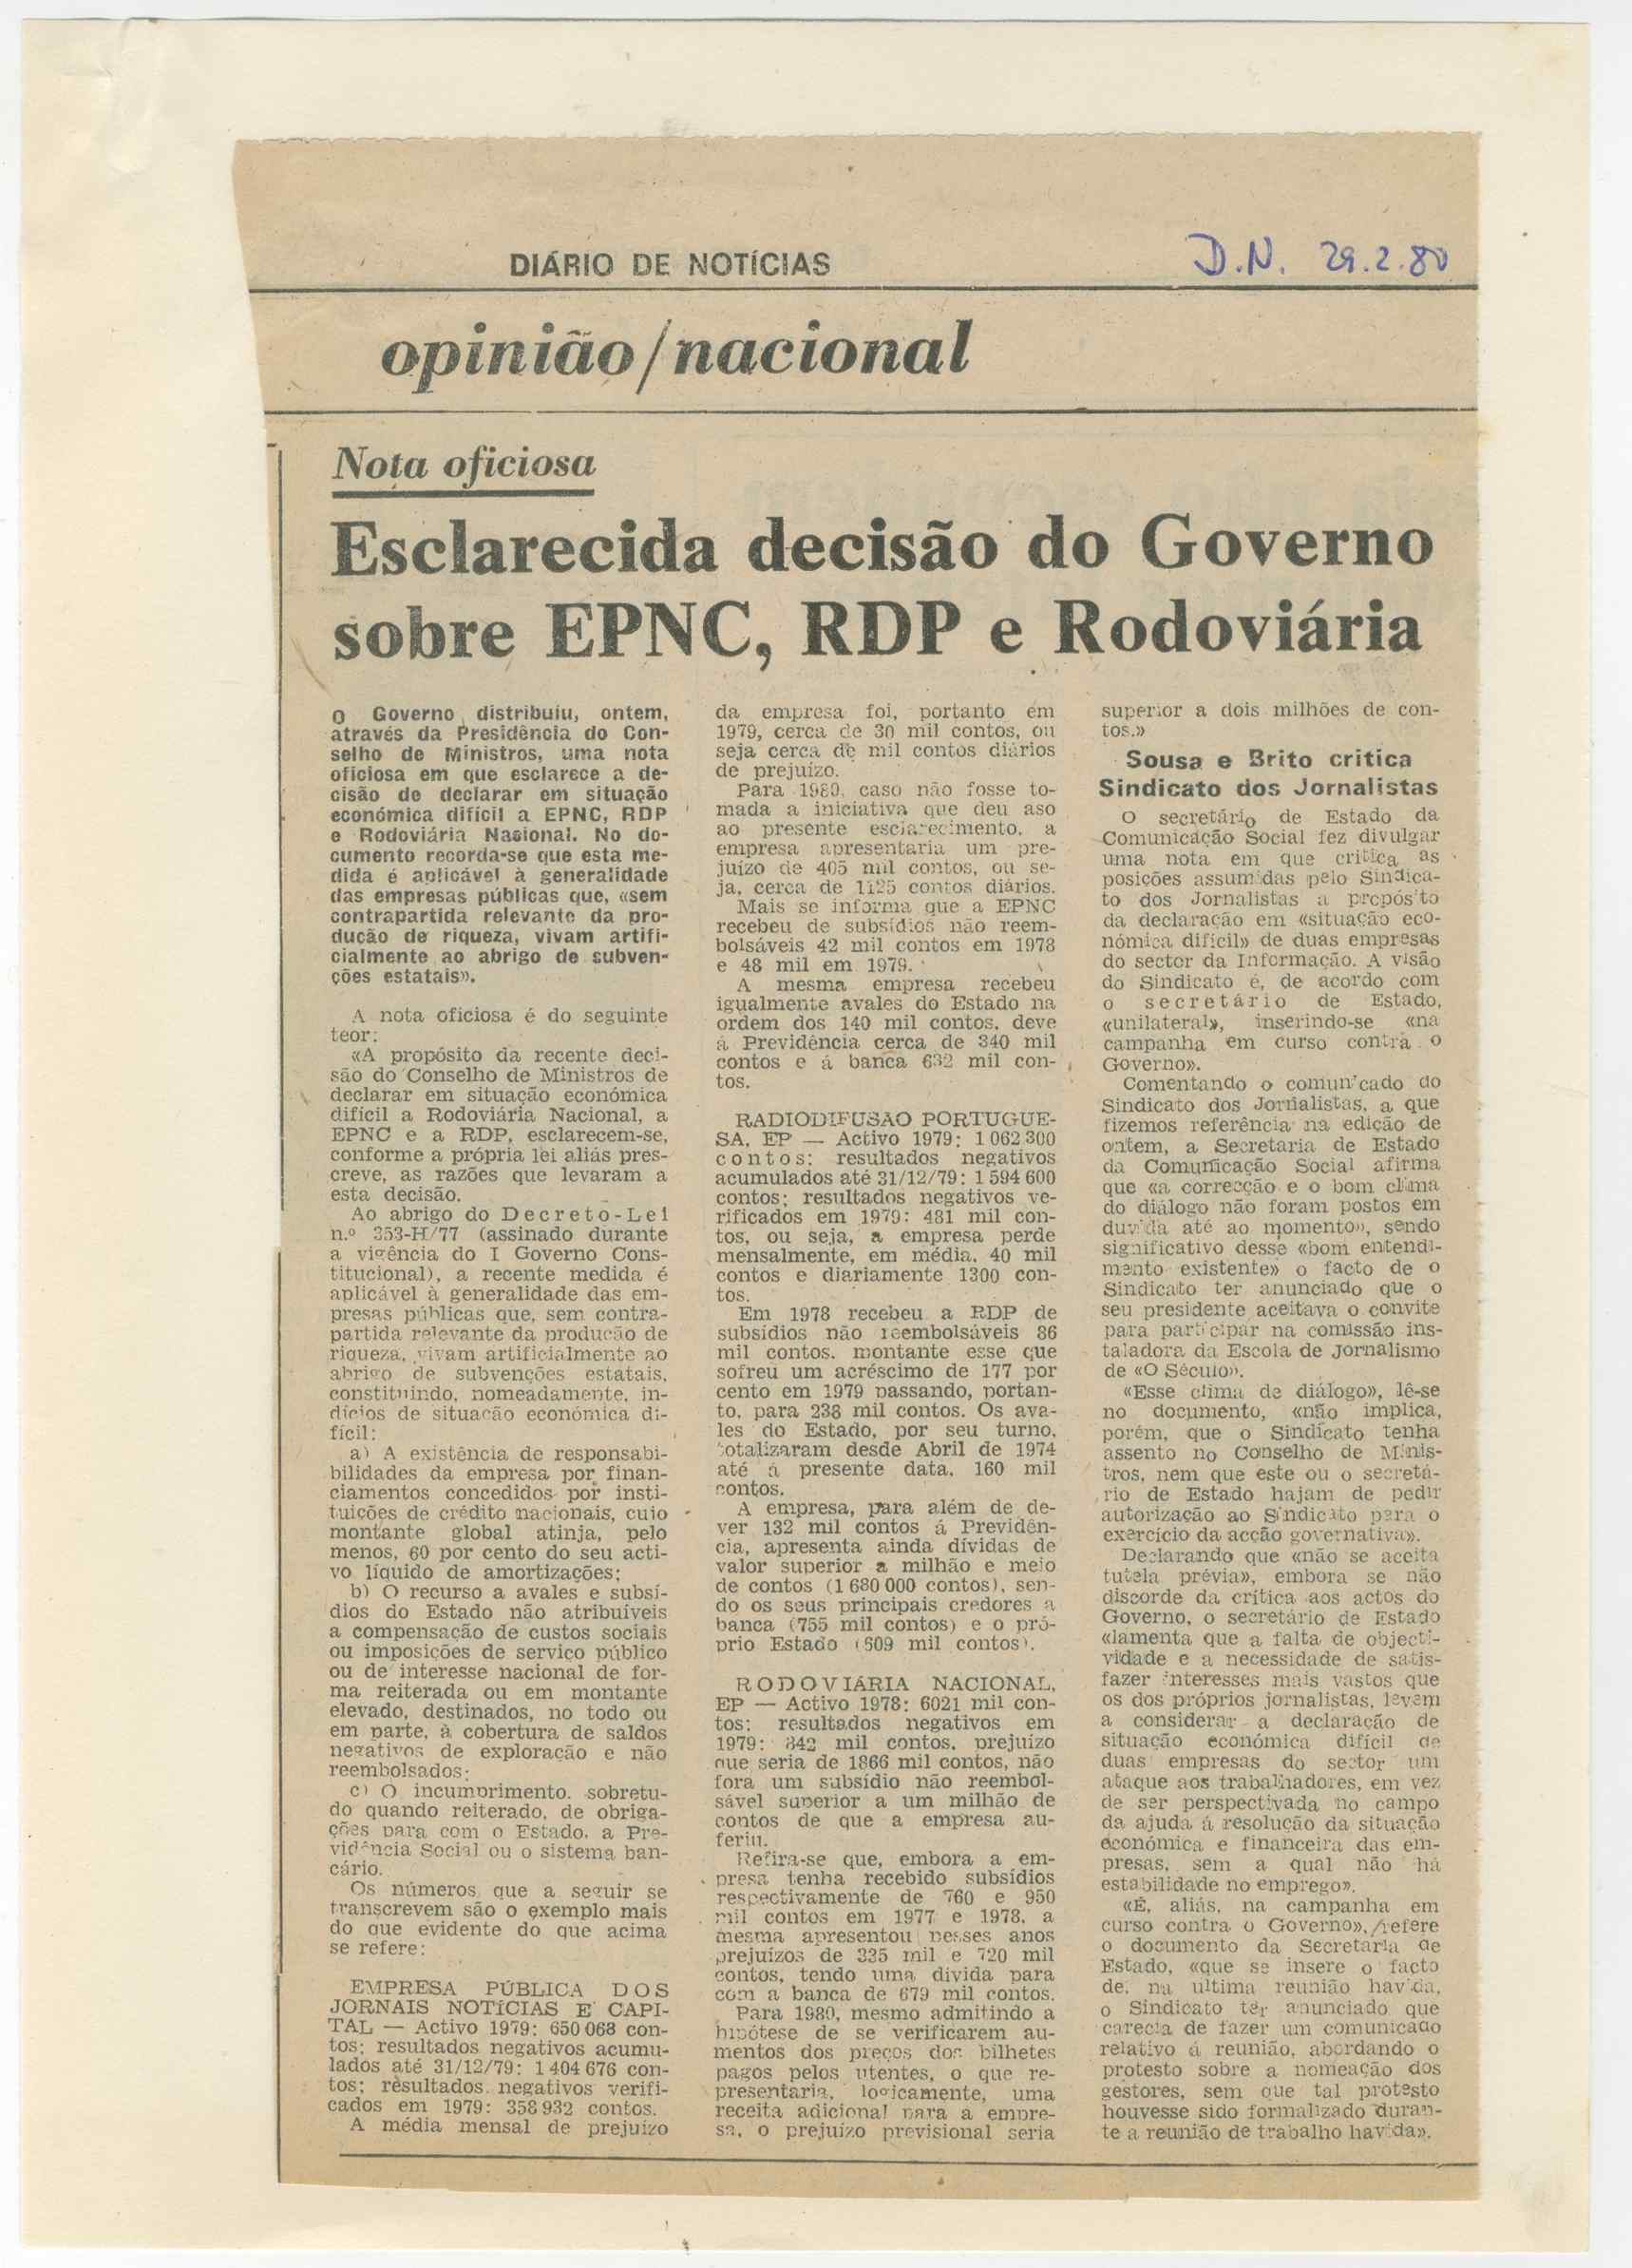 DIÁRIO DE NOTÍCIAS
D.N. 29.2.80
opinião/nacional
Nota oficiosa
Esclarecida decisão do Governo
sobre EPNC, RDP e Rodoviária
O Governo distribuiu, ontem,
através da Presidência do Con-
selho de Ministros, uma nota
oficiosa em que esclarece a de-
cisão de declarar em situação
económica difícil a EPNC, RDP
e Rodoviária Nacional. No do-
cumento recorda-se que esta me-
dida é aplicável à generalidade
das empresas públicas que, «sem
contrapartida relevante da pro-
dução de riqueza, vivam artifi-
cialmente ao abrigo de subven-
ções estatais».
A nota oficiosa é do seguinte
teor:
«A propósito da recente deci-
são do Conselho de Ministros de
declarar em situação económica
difícil a Rodoviária Nacional, a
EPNC e a RDP, esclarecem-se,
conforme a própria lei aliás pres-
creve, as razões que levaram a
esta decisão.
Ao abrigo do Decreto-Lei
n.º 353-H/77 (assinado durante
a vigência do I Governo Cons-
titucional), a recente medida é
aplicável à generalidade das em-
presas públicas que, sem contra-
partida relevante da produção de
riqueza, vivam artificialmente ao
abrigo de subvenções estatais,
constituindo, nomeadamente, in-
dícios de situação económica di-
fícil:
a) A existência de responsabi-
bilidades da empresa por finan-
ciamentos concedidos por insti-
tuições de crédito nacionais, cujo
montante global atinja, pelo
menos, 60 por cento do seu acti-
vo líquido de amortizações;
b) O recurso a avales e subsí-
dios do Estado não atribuíveis
a compensação de custos sociais
ou imposições de serviço público
ou de interesse nacional de for-
ma reiterada ou em montante
elevado, destinados, no todo ou
em parte, à cobertura de saldos
negativos de exploração e não
reembolsados;
c) O incumprimento, sobretu-
do quando reiterado, de obriga-
ções para com o Estado, a Pre-
vidência Social ou o sistema ban-
cário.
Os números que a seguir se
transcrevem são o exemplo mais
do que evidente do que acima
se refere:
EMPRESA PÚBLICA DOS
JORNAIS NOTÍCIAS E CAPI-
TAL — Activo 1979: 650 068 con-
tos; resultados negativos acumu-
lados até 31/12/79: 1 404 676 con-
tos; resultados negativos verifi-
cados em 1979: 358 932 contos.
A média mensal de prejuízo
da empresa foi, portanto em
1979, cerca de 30 mil contos, ou
seja cerca de mil contos diários
de prejuízo.
Para 1980, caso não fosse to-
mada a iniciativa que deu aso
ao presente esclarecimento, a
empresa apresentaria um pre-
juízo de 405 mil contos, ou se-
ja, cerca de 1125 contos diários.
Mais se informa que a EPNC
recebeu de subsídios não reem-
bolsáveis 42 mil contos em 1978
e 48 mil em 1979.
A mesma empresa recebeu
igualmente avales do Estado na
ordem dos 140 mil contos, deve
á Previdência cerca de 340 mil
contos e á banca 632 mil con-
tos.
RADIODIFUSAO PORTUGUE-
SA, EP — Activo 1979: 1 062 300
contos; resultados negativos
acumulados até 31/12/79: 1 594 600
contos; resultados negativos ve-
rificados em 1979: 481 mil con-
tos, ou seja, a empresa perde
mensalmente, em média, 40 mil
contos e diariamente 1300 con-
tos.
Em 1978 recebeu a RDP de
subsídios não reembolsáveis 86
mil contos, montante esse que
sofreu um acréscimo de 177 por
cento em 1979 passando, portan-
to, para 238 mil contos. Os ava-
les do Estado, por seu turno,
totalizaram desde Abril de 1974
até á presente data, 160 mil
contos.
A empresa, para além de de-
ver 132 mil contos á Previdên-
cia, apresenta ainda dívidas de
valor superior a milhão e meio
de contos (1 680 000 contos), sen-
do os seus principais credores a
banca (755 mil contos) e o pró-
prio Estado (609 mil contos).
RODOVIÁRIA NACIONAL,
EP — Activo 1978: 6021 mil con-
tos; resultados negativos em
1979: 842 mil contos, prejuízo
que seria de 1866 mil contos, não
fora um subsídio não reembol-
sável superior a um milhão de
contos de que a empresa au-
feriu.
Refira-se que, embora a em-
presa tenha recebido subsídios
respectivamente de 760 e 950
mil contos em 1977 e 1978, a
mesma apresentou nesses anos
prejuízos de 335 mil e 720 mil
contos, tendo uma dívida para
com a banca de 679 mil contos.
Para 1980, mesmo admitindo a
hipótese de se verificarem au-
mentos dos preços dos bilhetes
pagos pelos utentes, o que re-
presentaria, logicamente, uma
receita adicional para a empre-
sa, o prejuízo previsional seria
superior a dois milhões de con-
tos.»
Sousa e Brito critica
Sindicato dos Jornalistas
O secretário de Estado da
Comunicação Social fez divulgar
uma nota em que critica as
posições assumidas pelo Sindica-
to dos Jornalistas a propósito
da declaração em «situação eco-
nómica difícil» de duas empresas
do sector da Informação. A visão
do Sindicato é, de acordo com
o secretário de Estado,
«unilateral», inserindo-se «na
campanha em curso contra o
Governo».
Comentando o comunicado do
Sindicato dos Jornalistas, a que
fizemos referência na edição de
ontem, a Secretaria de Estado
da Comunicação Social afirma
que «a correcção e o bom clima
do diálogo não foram postos em
duvida até ao momento», sendo
significativo desse «bom entendi-
mento existente» o facto de o
Sindicato ter anunciado que o
seu presidente aceitava o convite
para participar na comissão ins-
taladora da Escola de Jornalismo
de «O Século».
«Esse clima de diálogo», lê-se
no documento, «não implica,
porém, que o Sindicato tenha
assento no Conselho de Minis-
tros, nem que este ou o secretá-
rio de Estado hajam de pedir
autorização ao Sindicato para o
exercício da acção governativa».
Declarando que «não se aceita
tutela prévia», embora se não
discorde da crítica aos actos do
Governo, o secretário de Estado
«lamenta que a falta de objecti-
vidade e a necessidade de satis-
fazer interesses mais vastos que
os dos próprios jornalistas, levem
a considerar a declaração de
situação económica difícil de
duas empresas do sector um
ataque aos trabalhadores, em vez
de ser perspectivada no campo
da ajuda á resolução da situação
económica e financeira das em-
presas, sem a qual não há
estabilidade no emprego».
«É, aliás, na campanha em
curso contra o Governo», refere
o documento da Secretaria de
Estado, «que se insere o facto
de, na ultima reunião havida,
o Sindicato ter anunciado que
carecia de fazer um comunicado
relativo á reunião, abordando o
protesto sobre a nomeação dos
gestores, sem que tal protesto
houvesse sido formalizado duran-
te a reunião de trabalho havida».